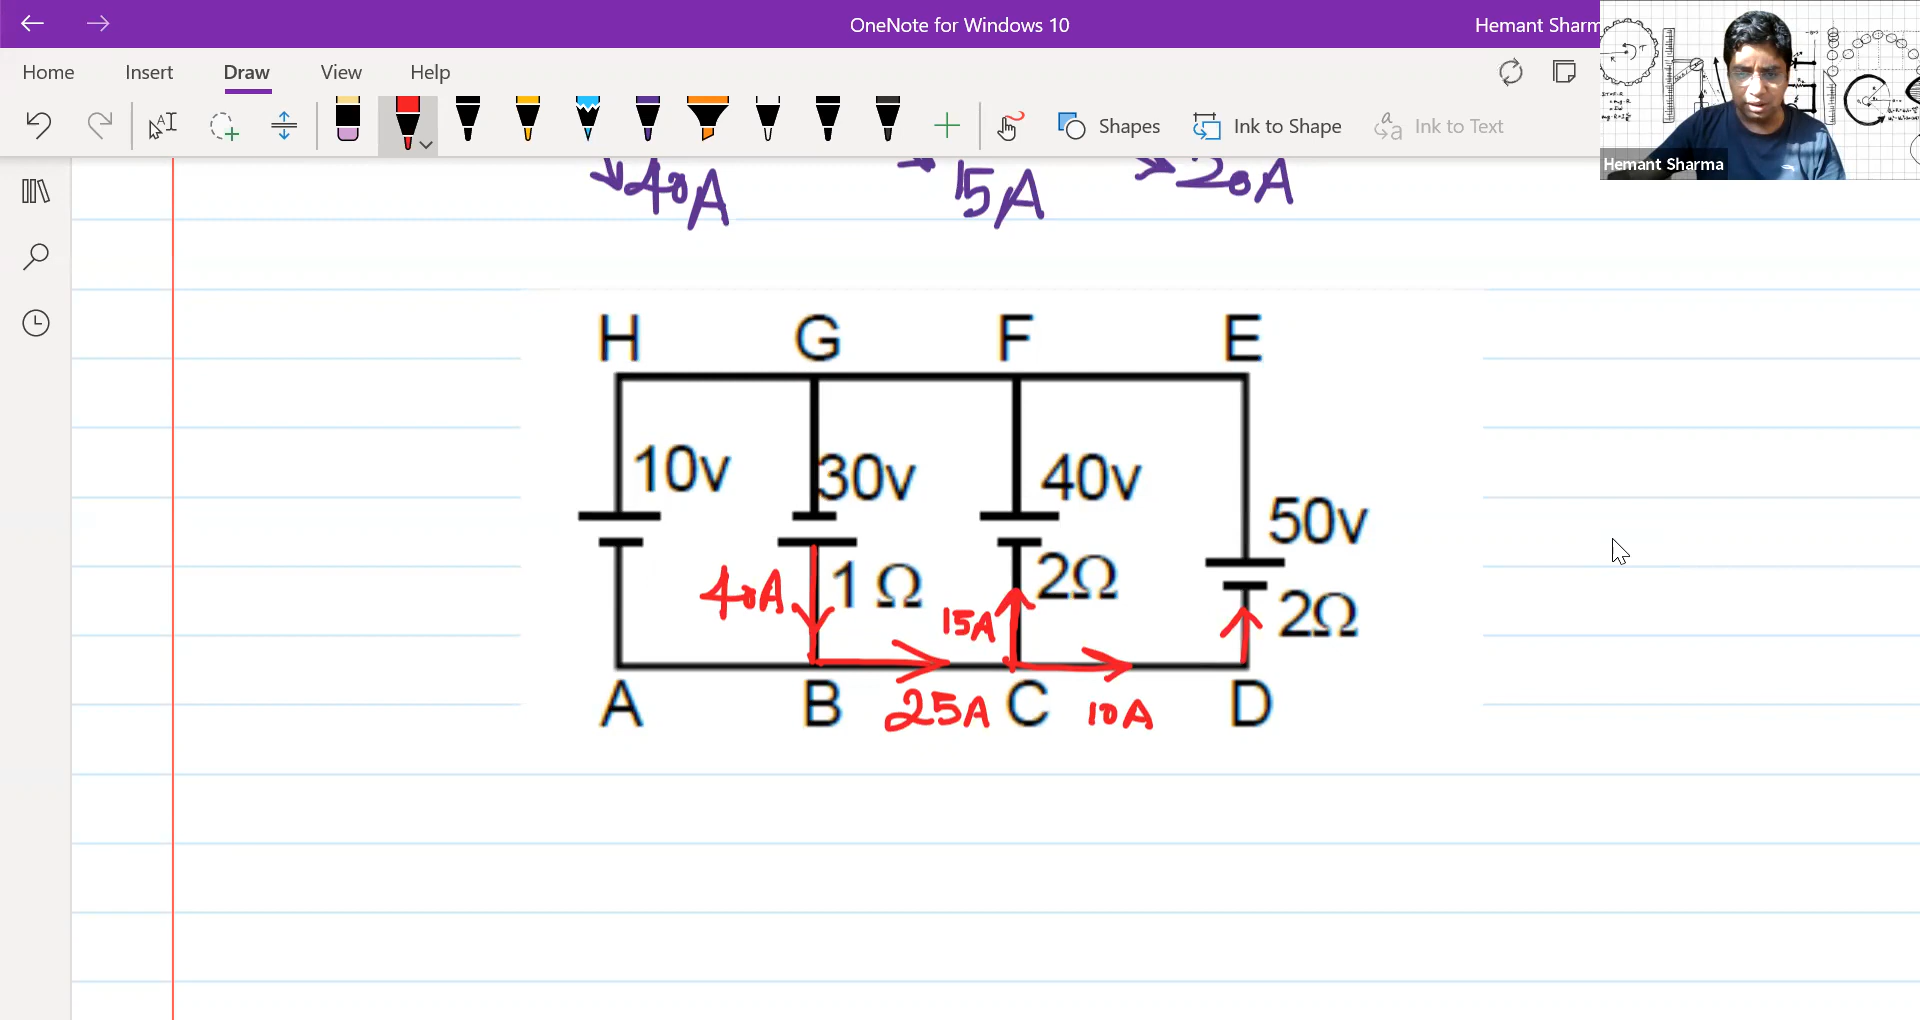 OneNote for Windows 10
Hemant Sharm
Home Insert Draw View Help
Shapes Ink to Shape Ink to Text
Hemant Sharma
40A 15A 20A
H G F E
10v 30v 40v 50v
1 Ω 2Ω 2Ω
40A 15A
A B 25A C 10A D